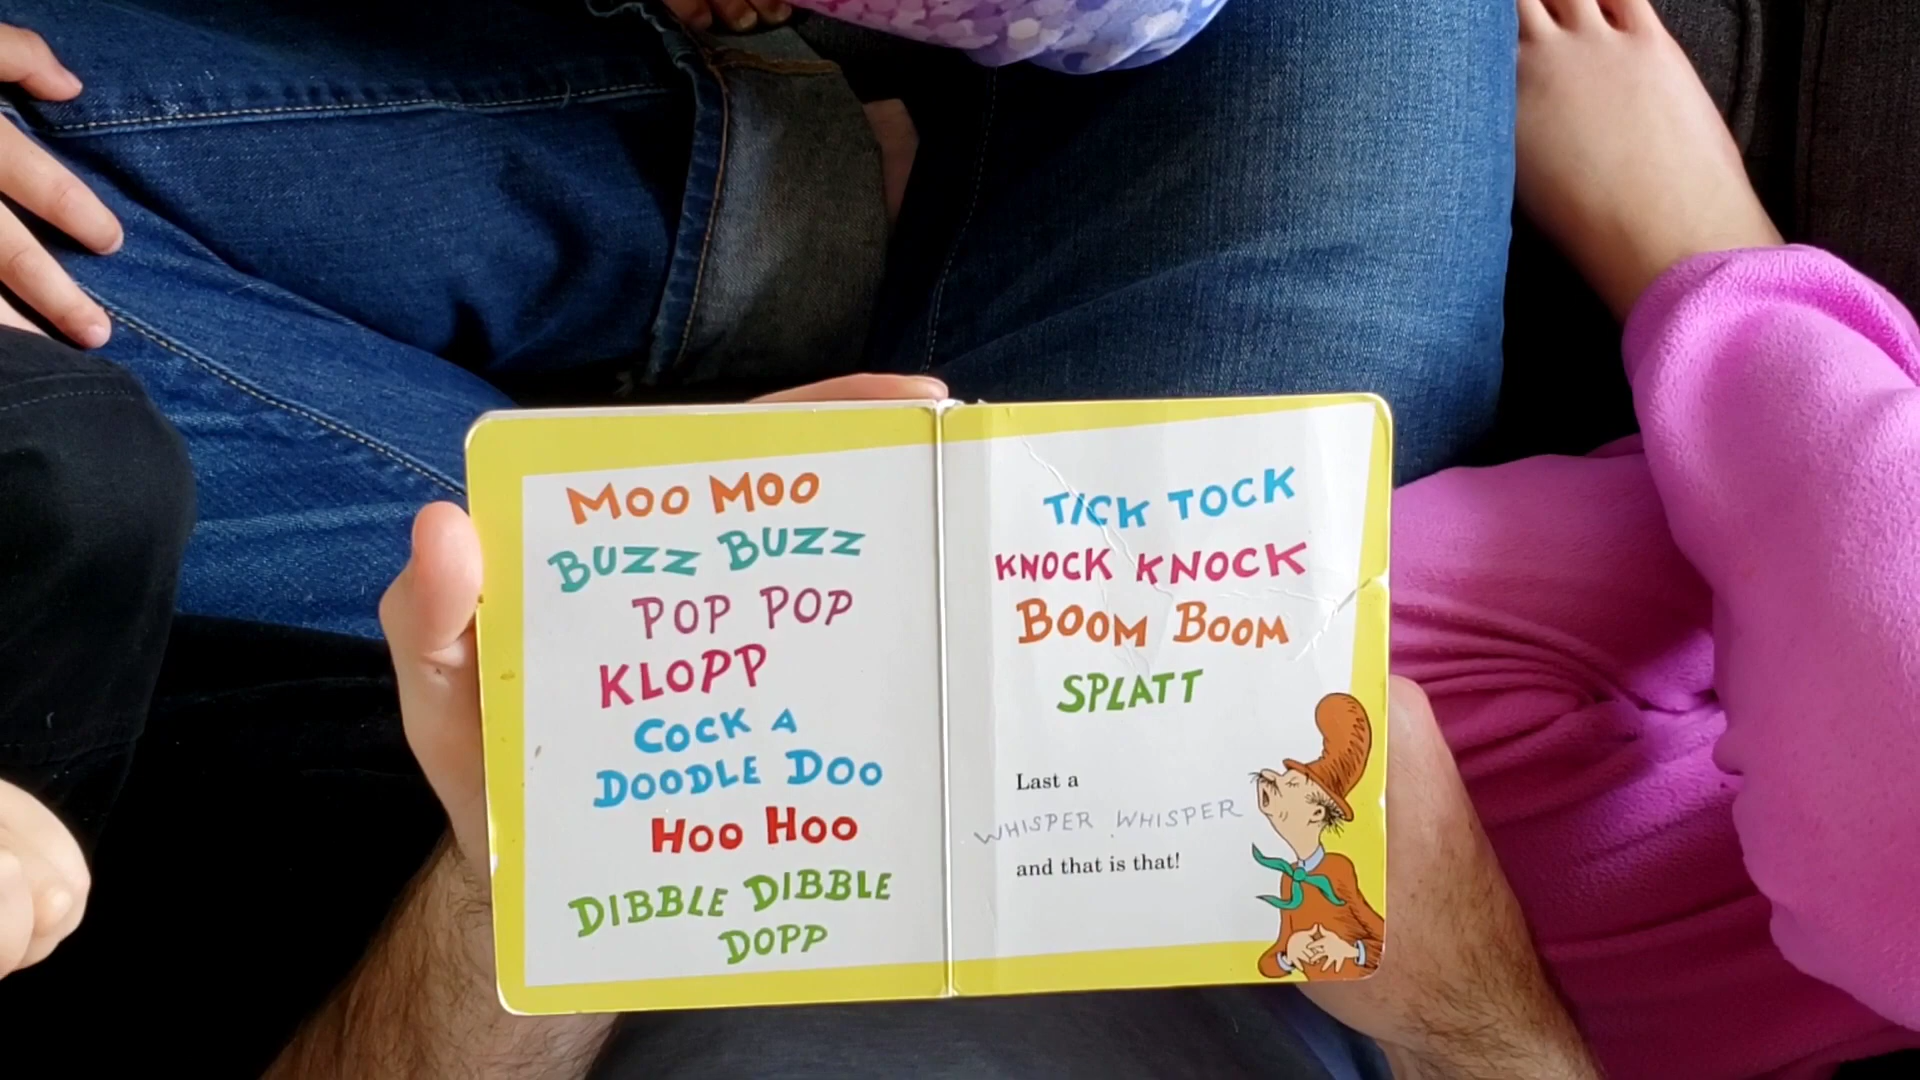 MOO MOO
BUZZ BUZZ
POP POP
KLOPP
COCK A
DOODLE DOO
HOO HOO
DIBBLE DIBBLE
DOPP
TICK TOCK
KNOCK KNOCK
BOOM BOOM
SPLATT
Last a
WHISPER WHISPER
and that is that!